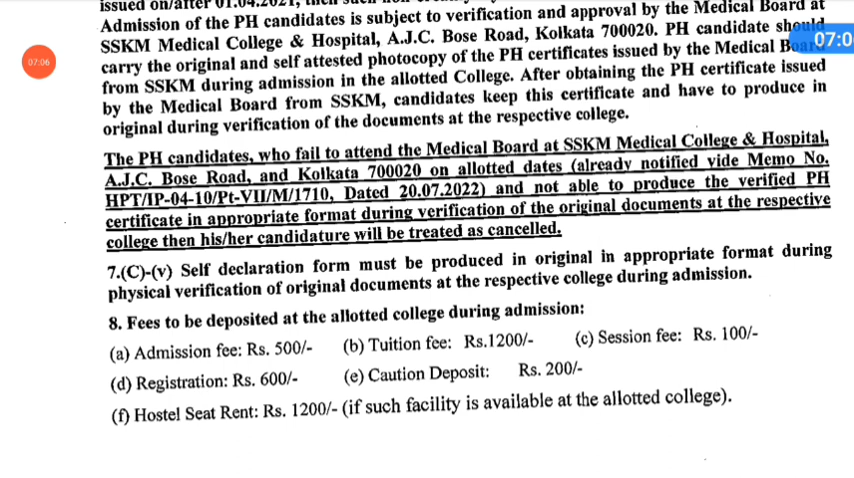 issued on/after 01.04.2021, then such non
Admission of the PH candidates is subject to verification and approval by the Medical Board at
SSKM Medical College & Hospital, A.J.C. Bose Road, Kolkata 700020. PH candidate should
carry the original and self attested photocopy of the PH certificates issued by the Medical Board
from SSKM during admission in the allotted College. After obtaining the PH certificate issued
by the Medical Board from SSKM, candidates keep this certificate and have to produce in
original during verification of the documents at the respective college.
The PH candidates, who fail to attend the Medical Board at SSKM Medical College & Hospital,
A.J.C. Bose Road, and Kolkata 700020 on allotted dates (already notified vide Memo No.
HPT/IP-04-10/Pt-VII/M/1710, Dated 20.07.2022) and not able to produce the verified PH
certificate in appropriate format during verification of the original documents at the respective
college then his/her candidature will be treated as cancelled.
7.(C)-(v) Self declaration form must be produced in original in appropriate format during
physical verification of original documents at the respective college during admission.
8. Fees to be deposited at the allotted college during admission:
(a) Admission fee: Rs. 500/- (b) Tuition fee: Rs.1200/- (c) Session fee: Rs. 100/-
(d) Registration: Rs. 600/- (e) Caution Deposit: Rs. 200/-
(f) Hostel Seat Rent: Rs. 1200/- (if such facility is available at the allotted college).
07:06
07:0